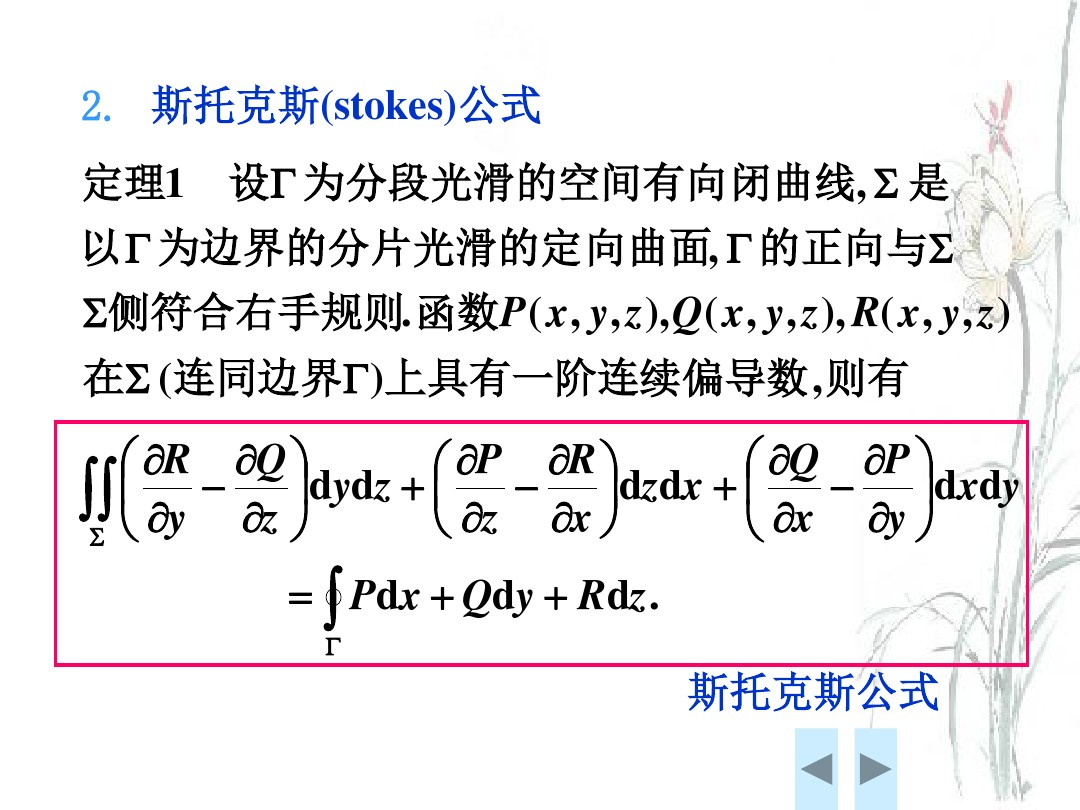 2. 斯托克斯(stokes)公式
定理1 设Γ为分段光滑的空间有向闭曲线,Σ是
以Γ为边界的分片光滑的定向曲面,Γ的正向与Σ
Σ侧符合右手规则.函数P(x,y,z),Q(x,y,z),R(x,y,z)
在Σ(连同边界Γ)上具有一阶连续偏导数,则有
∬_Σ (∂R/∂y − ∂Q/∂z)dydz + (∂P/∂z − ∂R/∂x)dzdx + (∂Q/∂x − ∂P/∂y)dxdy
= ∮_Γ Pdx + Qdy + Rdz.
斯托克斯公式